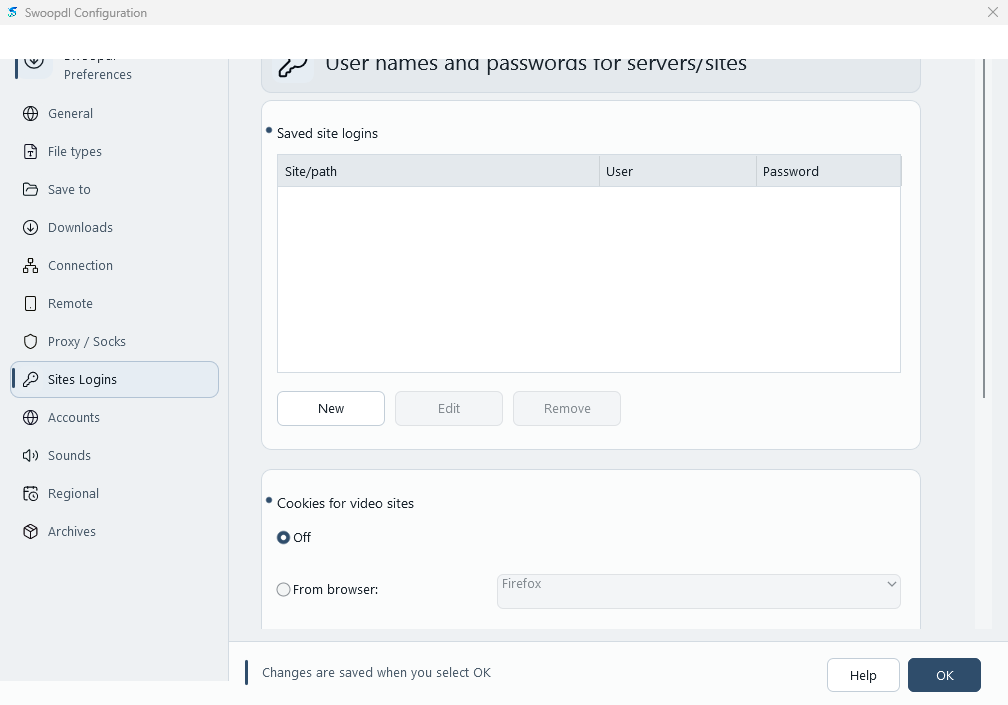 Swoopdl Configuration
Preferences
General
File types
Save to
Downloads
Connection
Remote
Proxy / Socks
Sites Logins
Accounts
Sounds
Regional
Archives
User names and passwords for servers/sites
Saved site logins
Site/path User Password
New Edit Remove
Cookies for video sites
Off
From browser: Firefox
Changes are saved when you select OK
Help OK